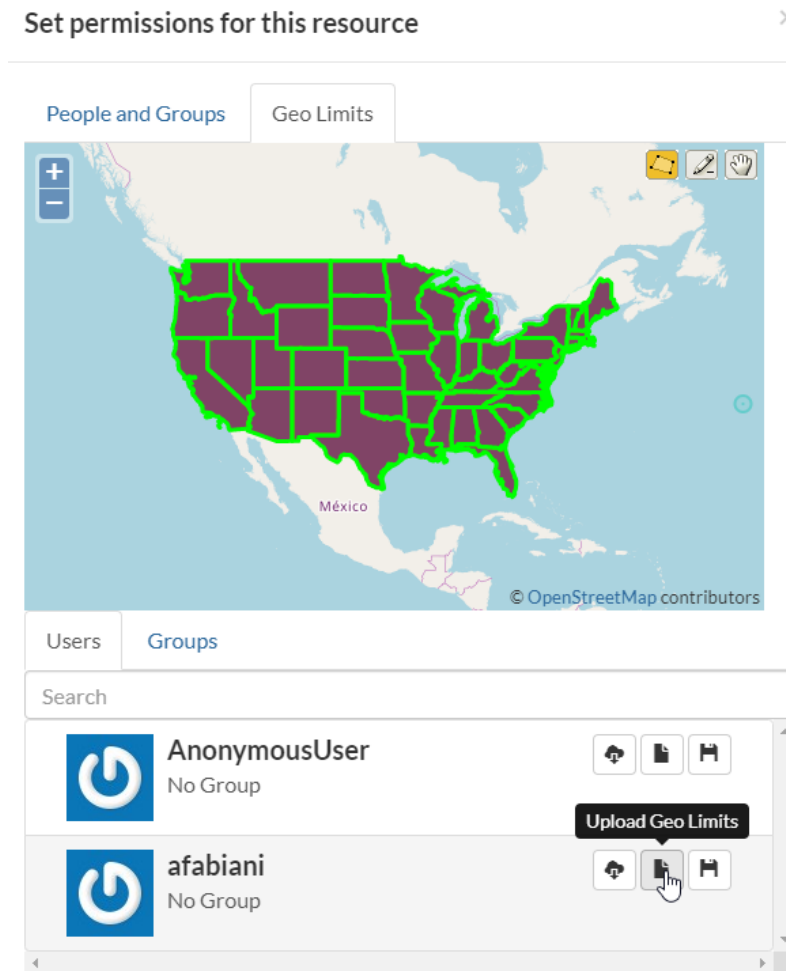 Set permissions for this resource
People and Groups
Geo Limits
México
© OpenStreetMap contributors
Users
Groups
Search
AnonymousUser
No Group
Upload Geo Limits
afabiani
No Group